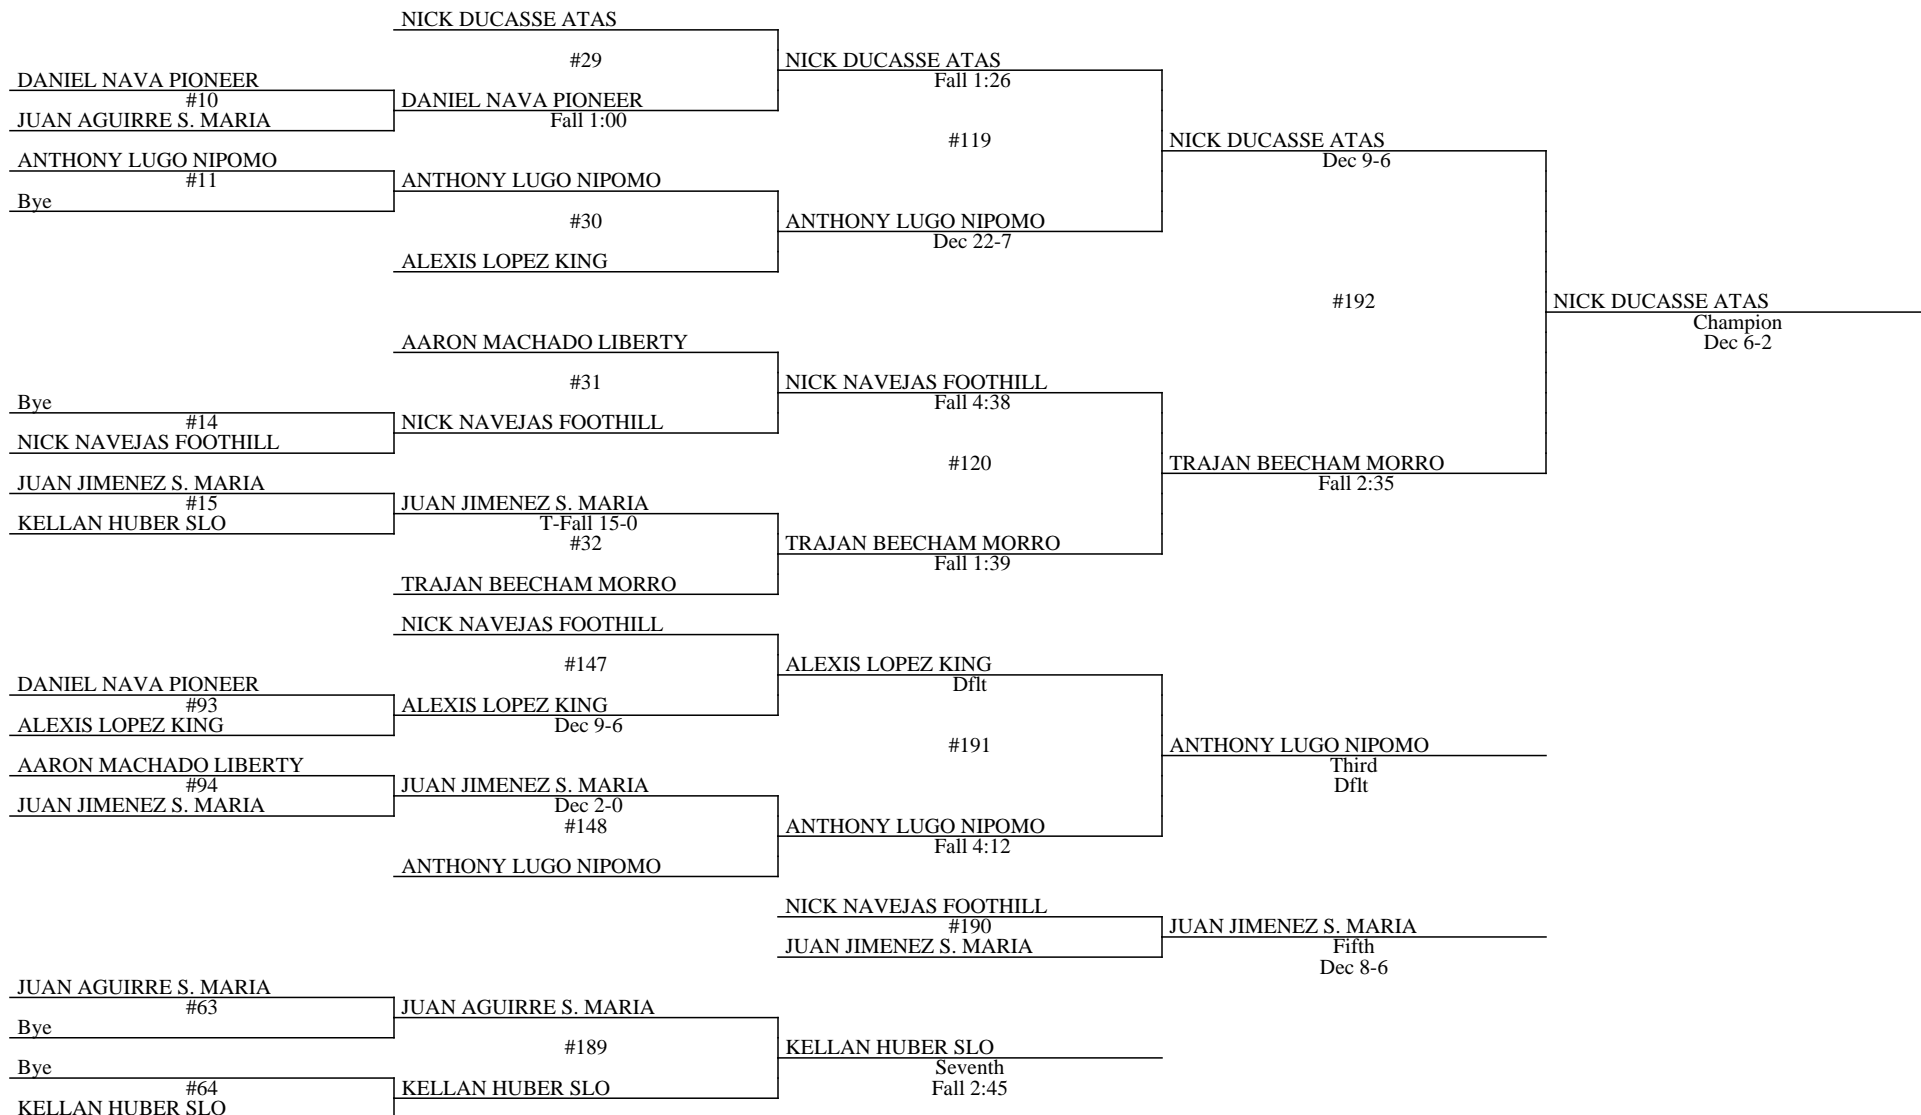 NICK DUCASSE ATAS
#29
NICK DUCASSE ATAS
Fall 1:26
DANIEL NAVA PIONEER
#10
DANIEL NAVA PIONEER
Fall 1:00
JUAN AGUIRRE S. MARIA
#119
NICK DUCASSE ATAS
Dec 9-6
ANTHONY LUGO NIPOMO
#11
ANTHONY LUGO NIPOMO
Bye
#30
ANTHONY LUGO NIPOMO
Dec 22-7
ALEXIS LOPEZ KING
#192
NICK DUCASSE ATAS
Champion
Dec 6-2
AARON MACHADO LIBERTY
#31
NICK NAVEJAS FOOTHILL
Fall 4:38
Bye
#14
NICK NAVEJAS FOOTHILL
NICK NAVEJAS FOOTHILL
#120
TRAJAN BEECHAM MORRO
Fall 2:35
JUAN JIMENEZ S. MARIA
#15
JUAN JIMENEZ S. MARIA
T-Fall 15-0
KELLAN HUBER SLO
#32
TRAJAN BEECHAM MORRO
Fall 1:39
TRAJAN BEECHAM MORRO
NICK NAVEJAS FOOTHILL
#147
ALEXIS LOPEZ KING
Dflt
DANIEL NAVA PIONEER
#93
ALEXIS LOPEZ KING
Dec 9-6
ALEXIS LOPEZ KING
#191
ANTHONY LUGO NIPOMO
Third
Dflt
AARON MACHADO LIBERTY
#94
JUAN JIMENEZ S. MARIA
Dec 2-0
JUAN JIMENEZ S. MARIA
#148
ANTHONY LUGO NIPOMO
Fall 4:12
ANTHONY LUGO NIPOMO
NICK NAVEJAS FOOTHILL
#190
JUAN JIMENEZ S. MARIA
Fifth
Dec 8-6
JUAN JIMENEZ S. MARIA
JUAN AGUIRRE S. MARIA
#63
JUAN AGUIRRE S. MARIA
Bye
#189
KELLAN HUBER SLO
Seventh
Fall 2:45
Bye
#64
KELLAN HUBER SLO
KELLAN HUBER SLO